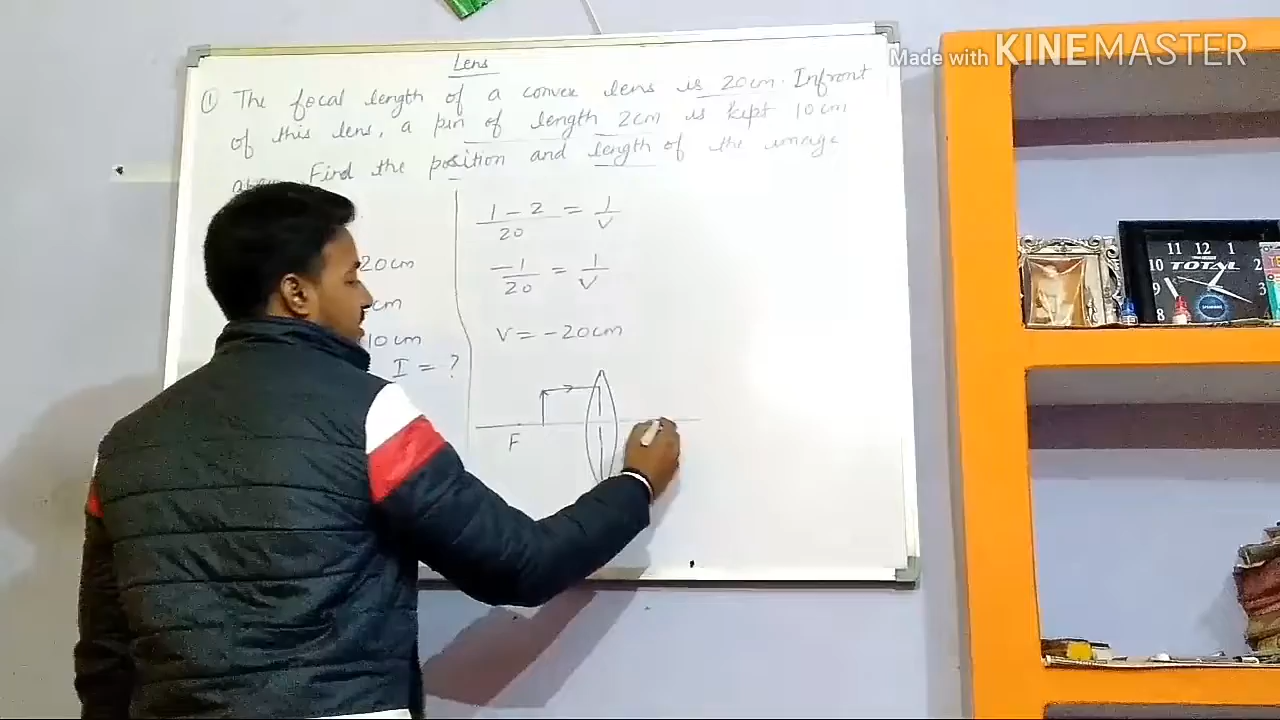 Made with KINEMASTER
Lens
① The focal length of a convex lens is 20cm. Infront
of this lens, a pin of length 2cm is kept 10cm
Find the position and length of the image
20cm
cm
10cm
I = ?
1 - 2 / 20 = 1 / v
-1 / 20 = 1 / v
v = -20cm
F
11 12 1
10 TOTAL 2
9 3
8